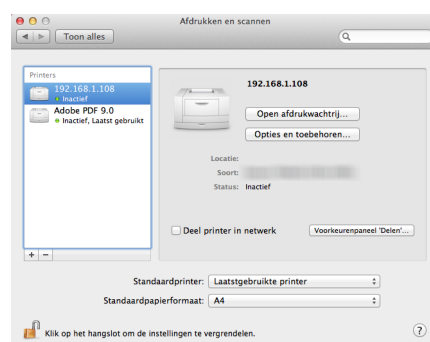 Afdrukken en scannen
Toon alles
Printers
192.168.1.108
Inactief
Adobe PDF 9.0
Inactief, Laatst gebruikt
192.168.1.108
Open afdrukwachtrij...
Opties en toebehoren...
Locatie:
Soort:
Status: Inactief
Deel printer in netwerk
Voorkeurenpaneel 'Delen'...
+ −
Standaardprinter: Laatstgebruikte printer
Standaardpapierformaat: A4
Klik op het hangslot om de instellingen te vergrendelen.
?